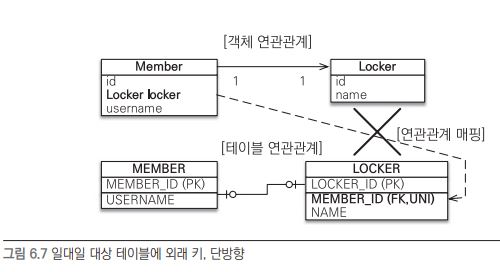 [객체 연관관계]
Member
id
Locker locker
username
1
1
Locker
id
name
[연관관계 매핑]
[테이블 연관관계]
MEMBER
MEMBER_ID (PK)
USERNAME
LOCKER
LOCKER_ID (PK)
MEMBER_ID (FK,UNI)
NAME
그림 6.7 일대일 대상 테이블에 외래 키, 단방향